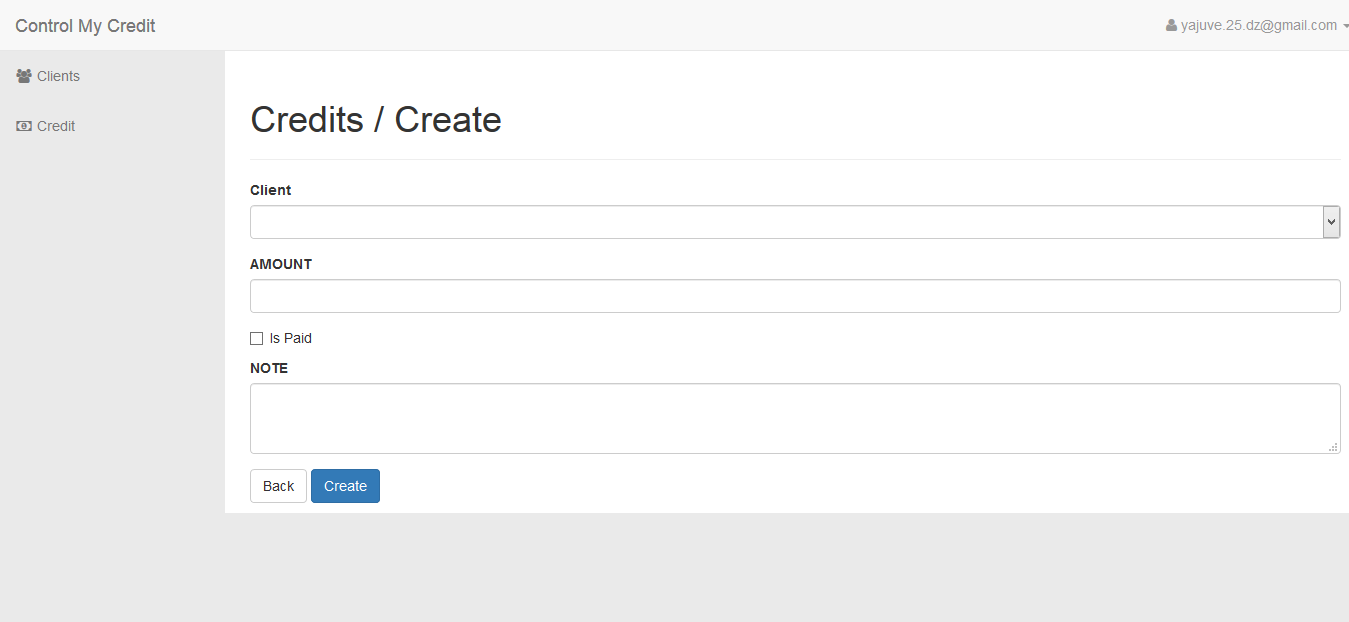 Control My Credit
yajuve.25.dz@gmail.com
Clients
Credit
Credits / Create
Client
AMOUNT
Is Paid
NOTE
Back
Create